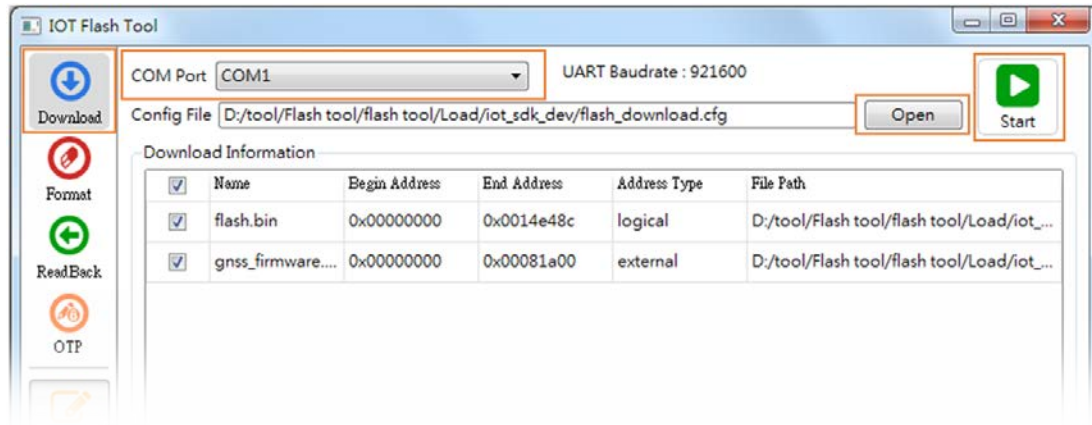 IOT Flash Tool
Download
COM Port COM1 UART Baudrate : 921600
Config File D:/tool/Flash tool/flash tool/Load/iot_sdk_dev/flash_download.cfg Open Start
Format
Download Information
Name Begin Address End Address Address Type File Path
flash.bin 0x00000000 0x0014e48c logical D:/tool/Flash tool/flash tool/Load/iot_...
gnss_firmware.... 0x00000000 0x00081a00 external D:/tool/Flash tool/flash tool/Load/iot_...
ReadBack
OTP